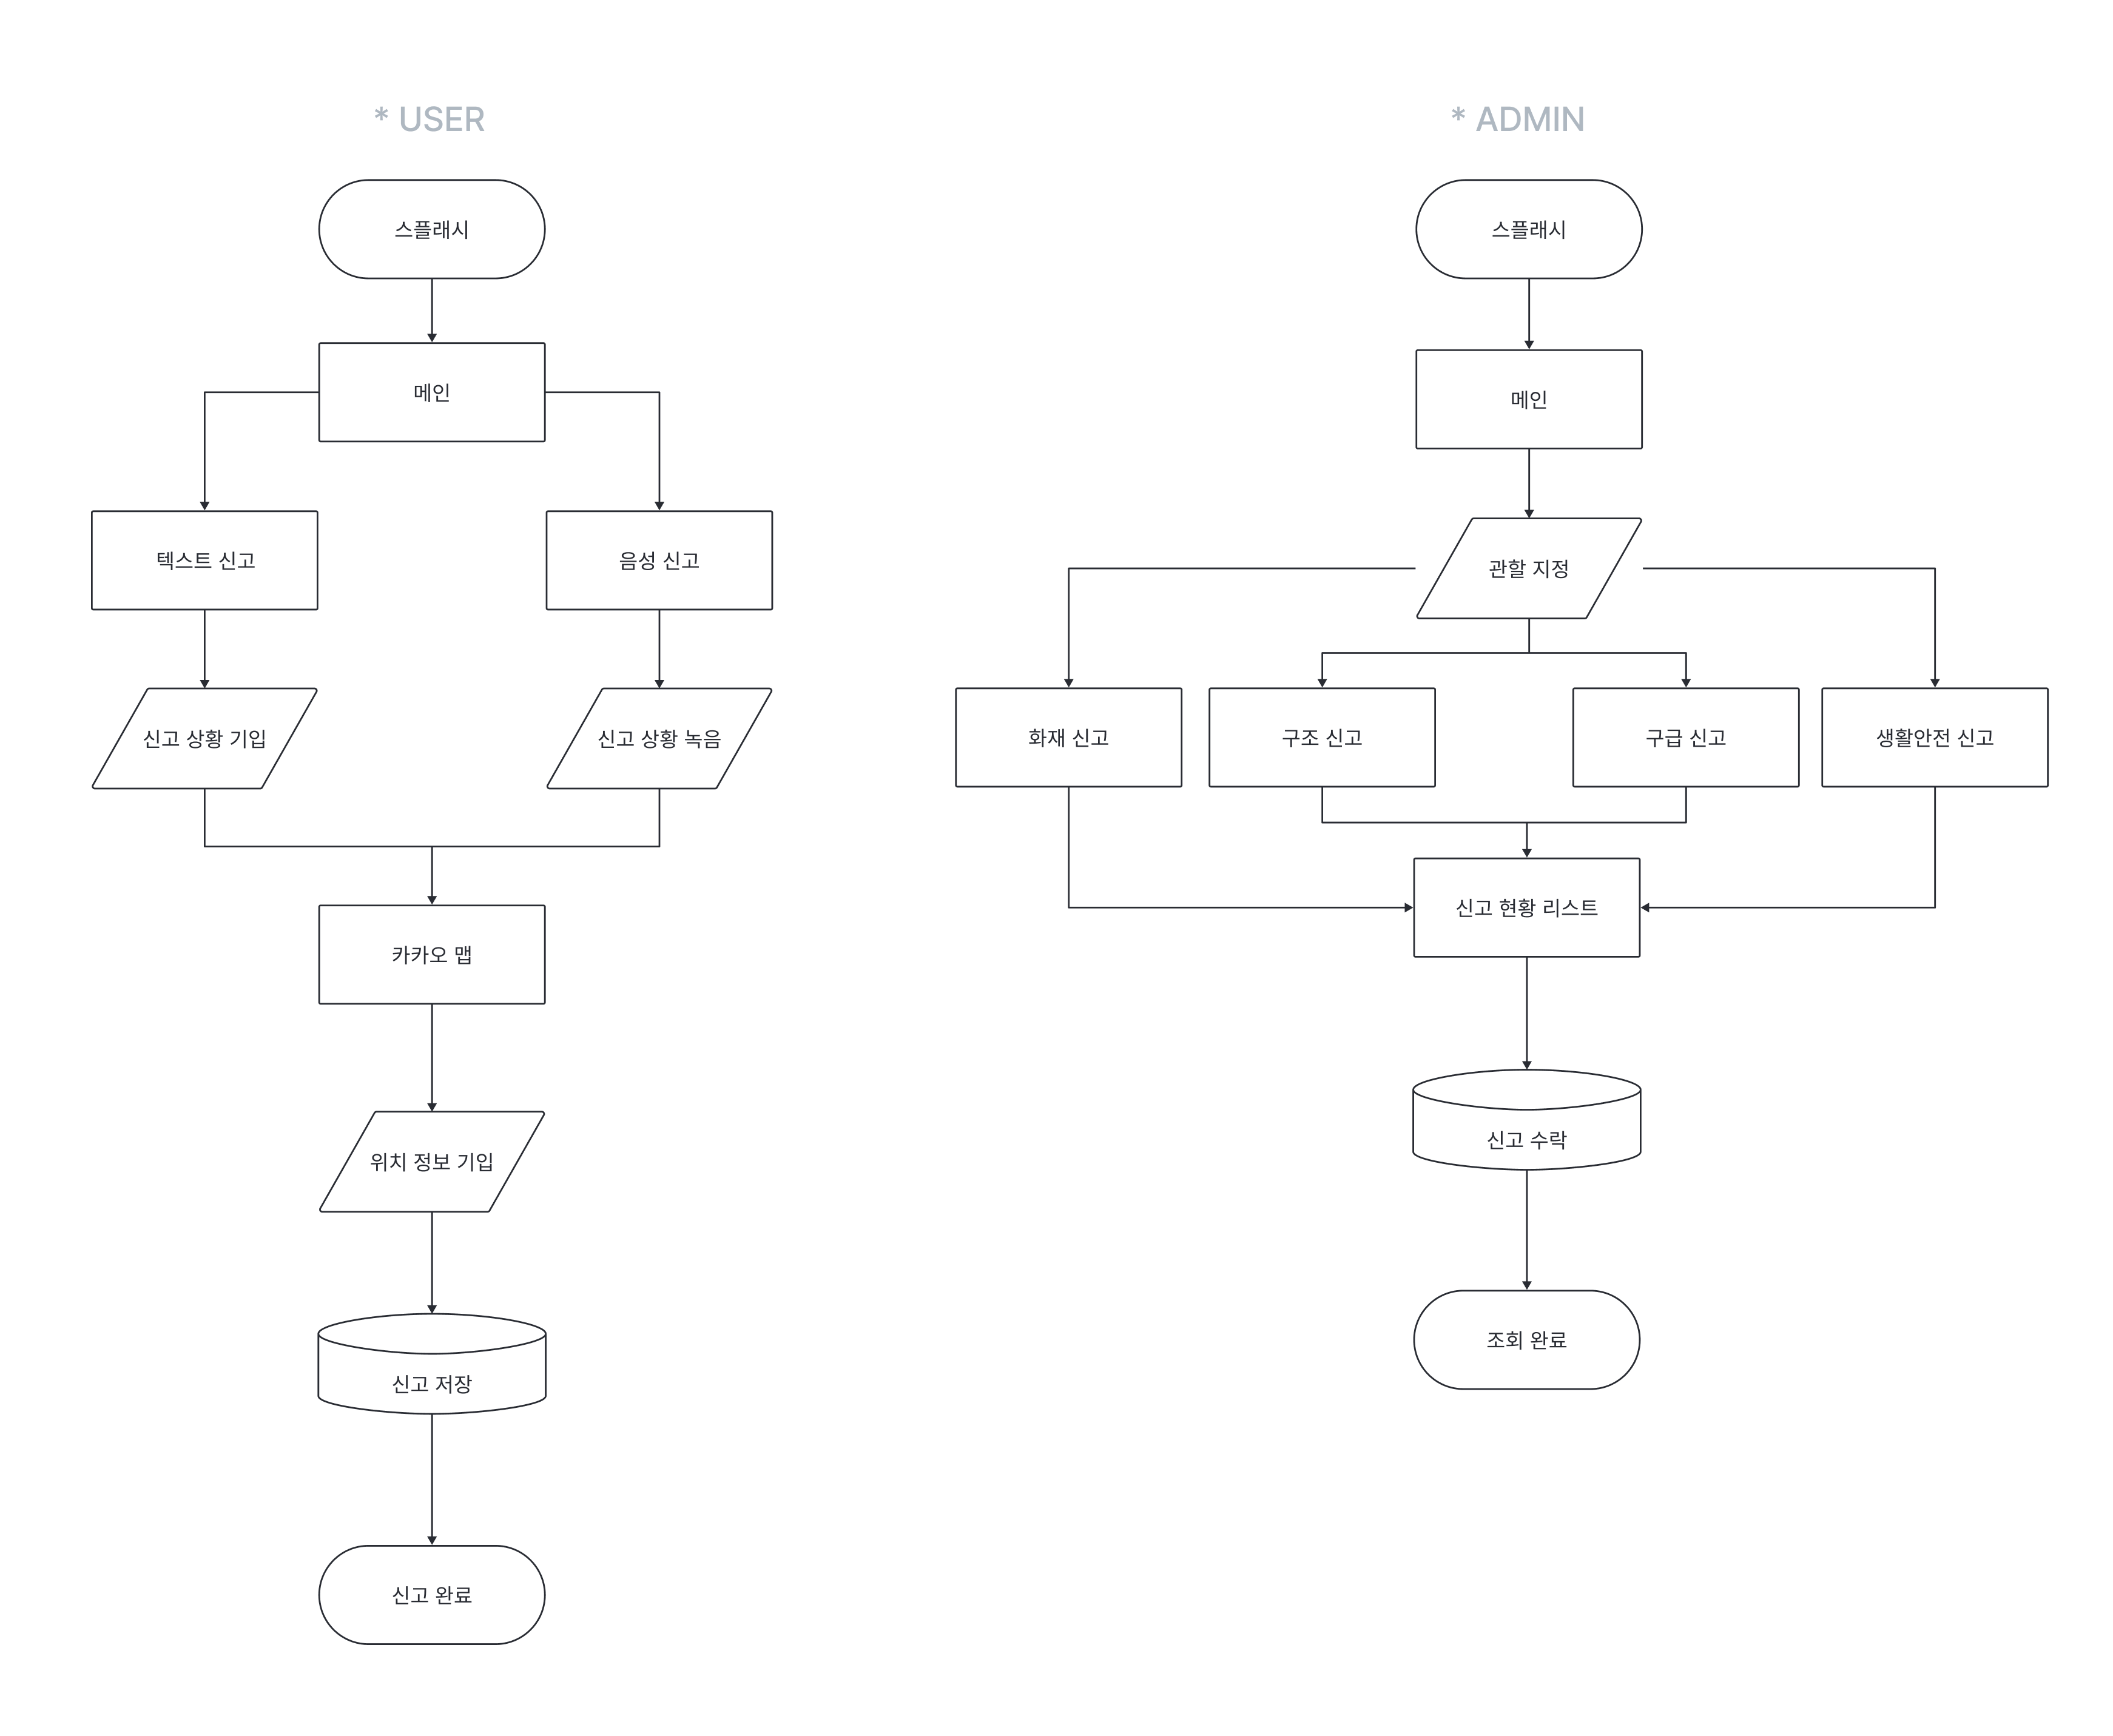 * USER
스플래시
메인
텍스트 신고
음성 신고
신고 상황 기입
신고 상황 녹음
카카오 맵
위치 정보 기입
신고 저장
신고 완료
* ADMIN
스플래시
메인
관할 지정
화재 신고
구조 신고
구급 신고
생활안전 신고
신고 현황 리스트
신고 수락
조회 완료